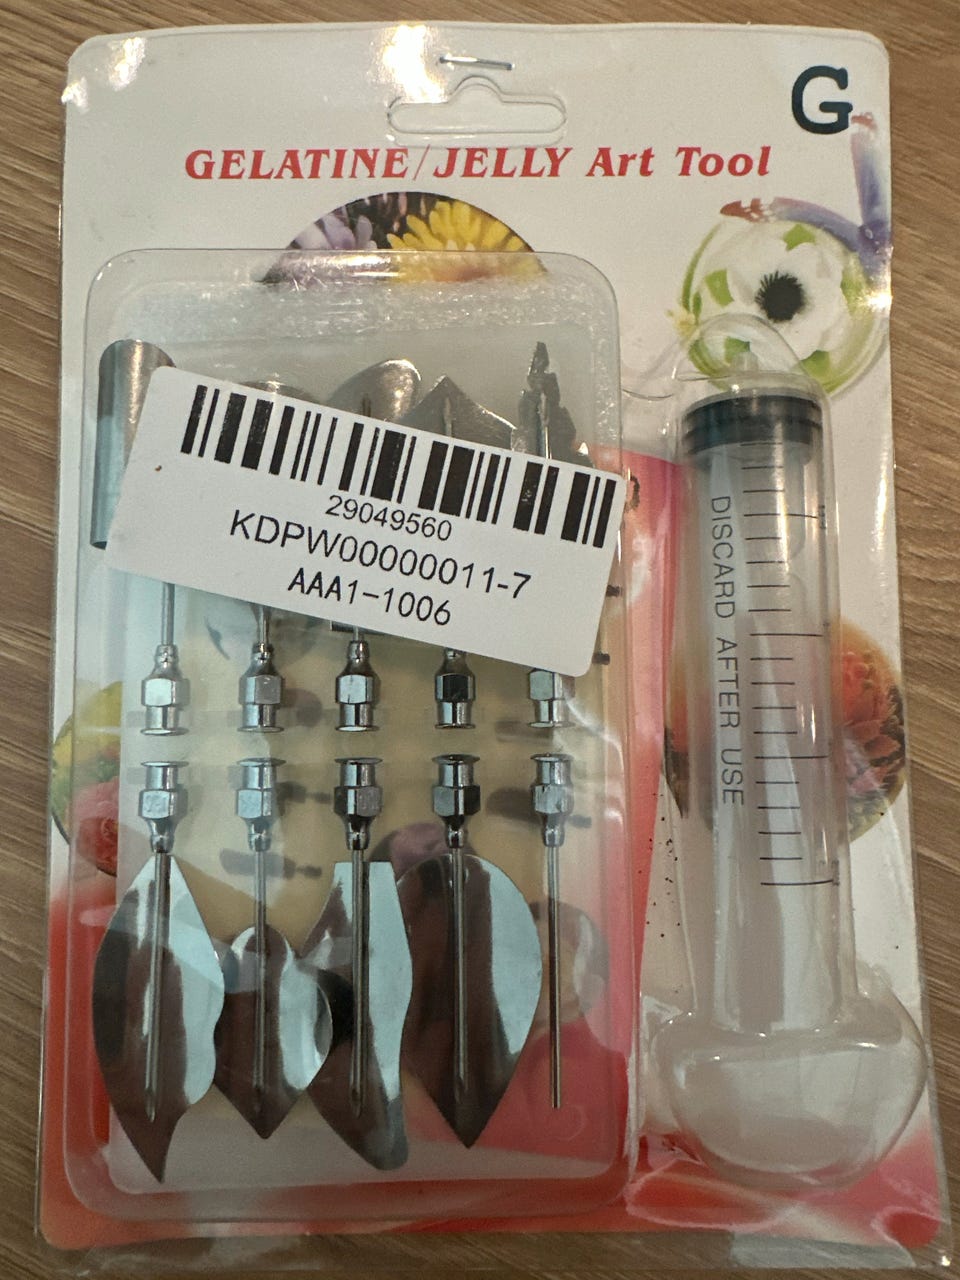 G
GELATINE/JELLY Art Tool
29049560
KDPW00000011-7
AAA1-1006
DISCARD AFTER USE